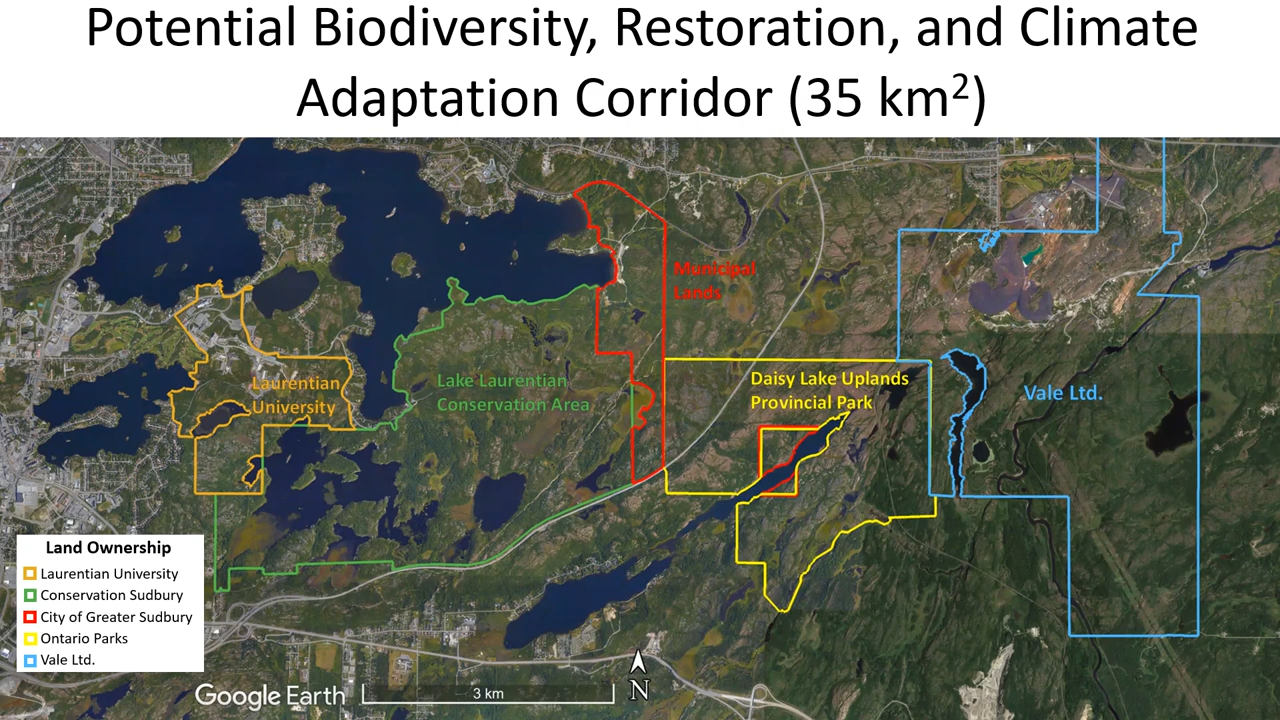 Potential Biodiversity, Restoration, and Climate
Adaptation Corridor (35 km²)
Municipal
Lands
Laurentian
University
Lake Laurentian
Conservation Area
Daisy Lake Uplands
Provincial Park
Vale Ltd.
Land Ownership
Laurentian University
Conservation Sudbury
City of Greater Sudbury
Ontario Parks
Vale Ltd.
Google Earth
3 km
N